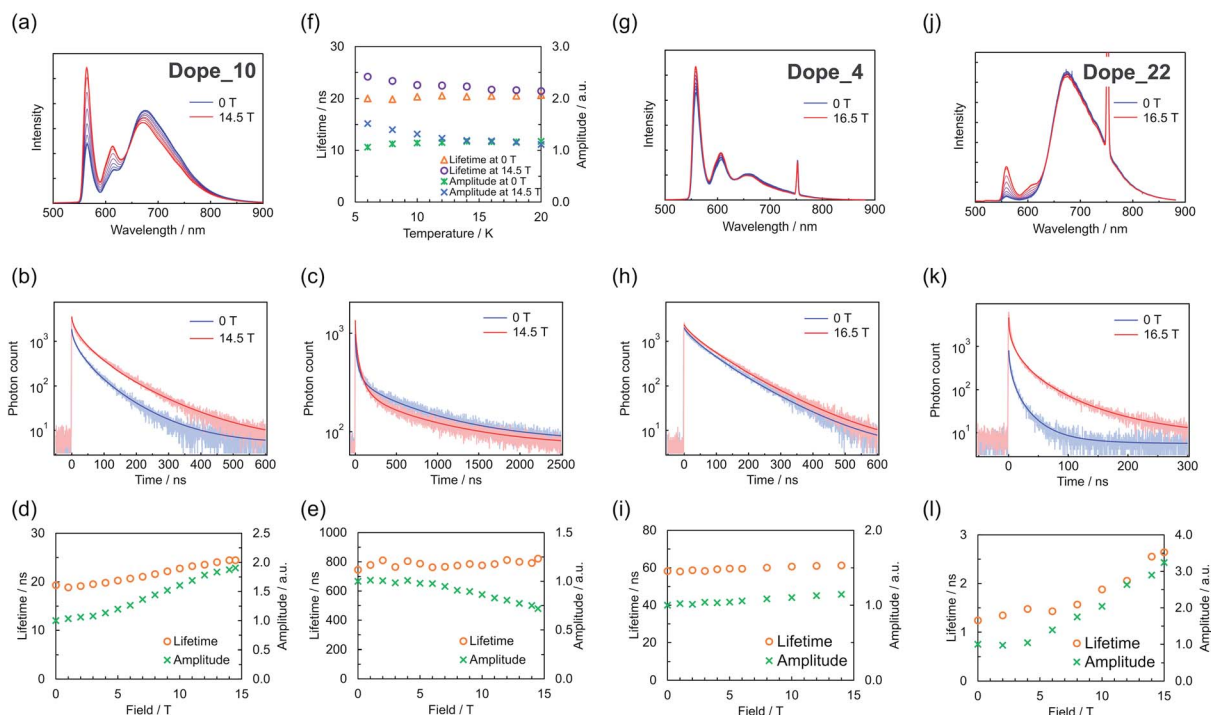 (a)
Dope_10
0 T
14.5 T
Intensity
500 600 700 800 900
Wavelength / nm
(f)
30
20
10
0
Lifetime / ns
3.0
2.0
1.0
0.0
Amplitude / a.u.
Lifetime at 0 T
Lifetime at 14.5 T
Amplitude at 0 T
Amplitude at 14.5 T
5 10 15 20
Temperature / K
(g)
Dope_4
0 T
16.5 T
Intensity
500 600 700 800 900
Wavelength / nm
(j)
Dope_22
0 T
16.5 T
Intensity
500 600 700 800 900
Wavelength / nm
(b)
0 T
14.5 T
Photon count
10³
10²
10¹
0 100 200 300 400 500 600
Time / ns
(c)
0 T
14.5 T
Photon count
10³
10²
0 500 1000 1500 2000 2500
Time / ns
(h)
0 T
16.5 T
Photon count
10³
10²
10¹
0 100 200 300 400 500 600
Time / ns
(k)
0 T
16.5 T
Photon count
10³
10²
10¹
0 100 200 300
Time / ns
(d)
30
20
10
0
Lifetime / ns
2.5
2.0
1.5
1.0
0.5
0.0
Amplitude / a.u.
Lifetime
Amplitude
0 5 10 15
Field / T
(e)
1000
800
600
400
200
0
Lifetime / ns
1.5
1.0
0.5
0.0
Amplitude / a.u.
Lifetime
Amplitude
0 5 10 15
Field / T
(i)
80
60
40
20
0
Lifetime / ns
2.0
1.0
0.0
Amplitude / a.u.
Lifetime
Amplitude
0 5 10 15
Field / T
(l)
3
2
1
0
Lifetime / ns
4.0
3.0
2.0
1.0
0.0
Amplitude / a.u.
Lifetime
Amplitude
0 5 10 15
Field / T